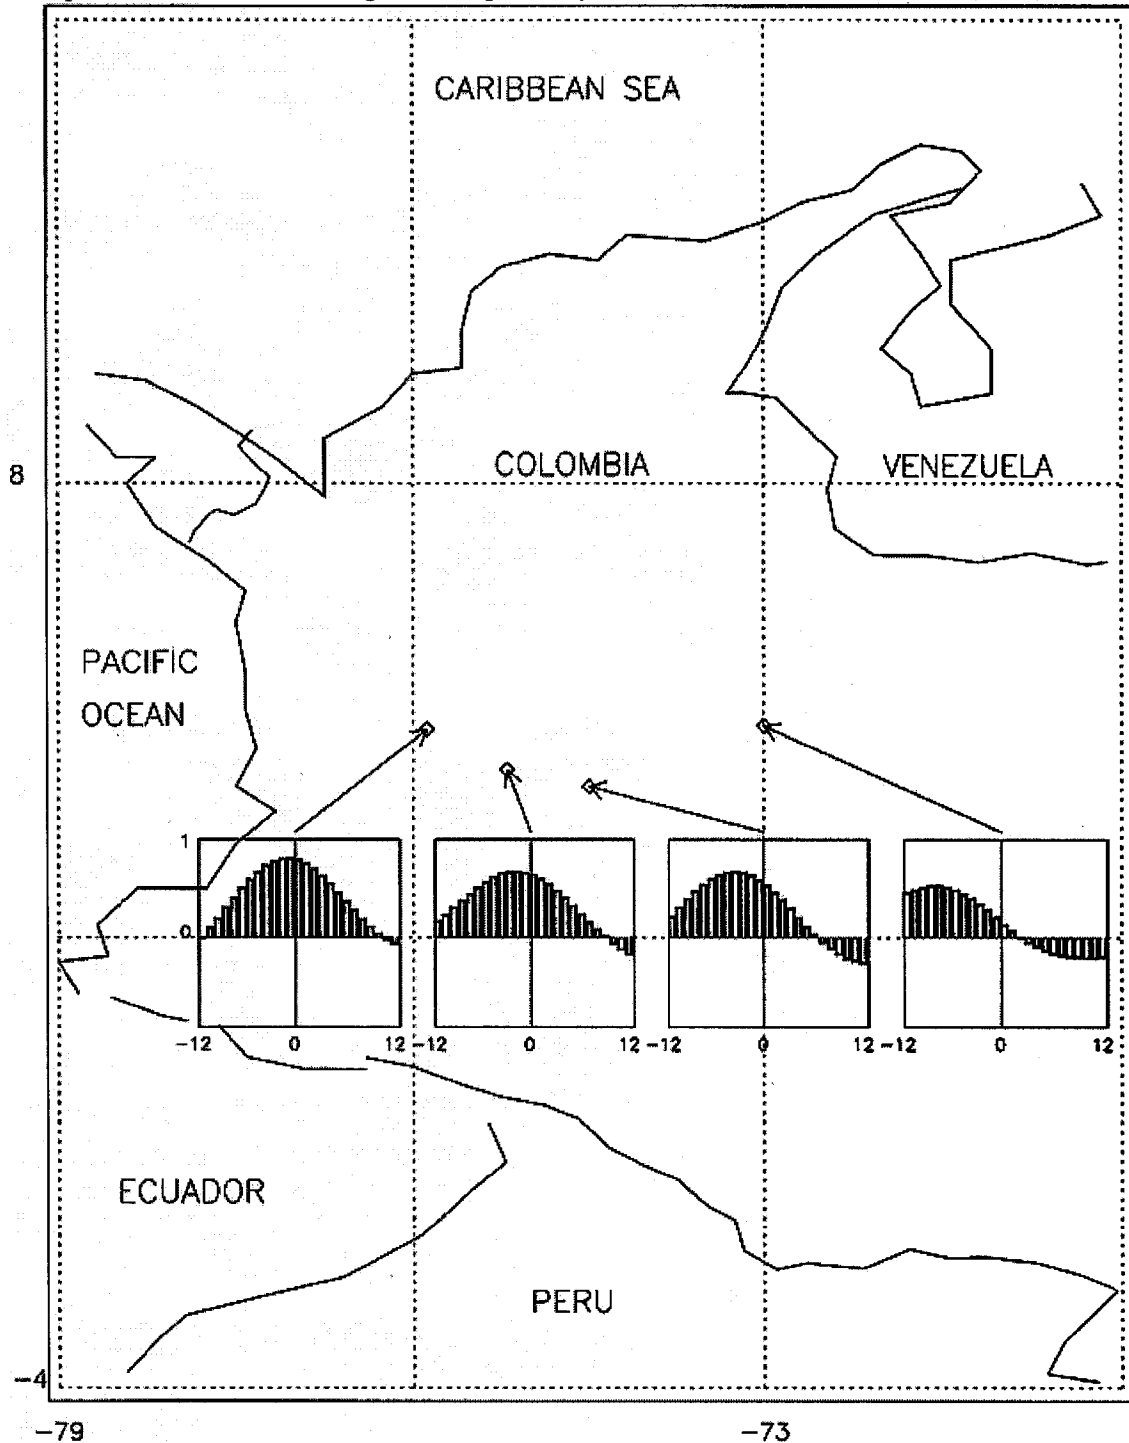 CARIBBEAN SEA
8
COLOMBIA
VENEZUELA
PACIFIC
OCEAN
1
0
-12 0 12 -12 0 12 -12 0 12 -12 0 12
ECUADOR
PERU
-4
-79 -73